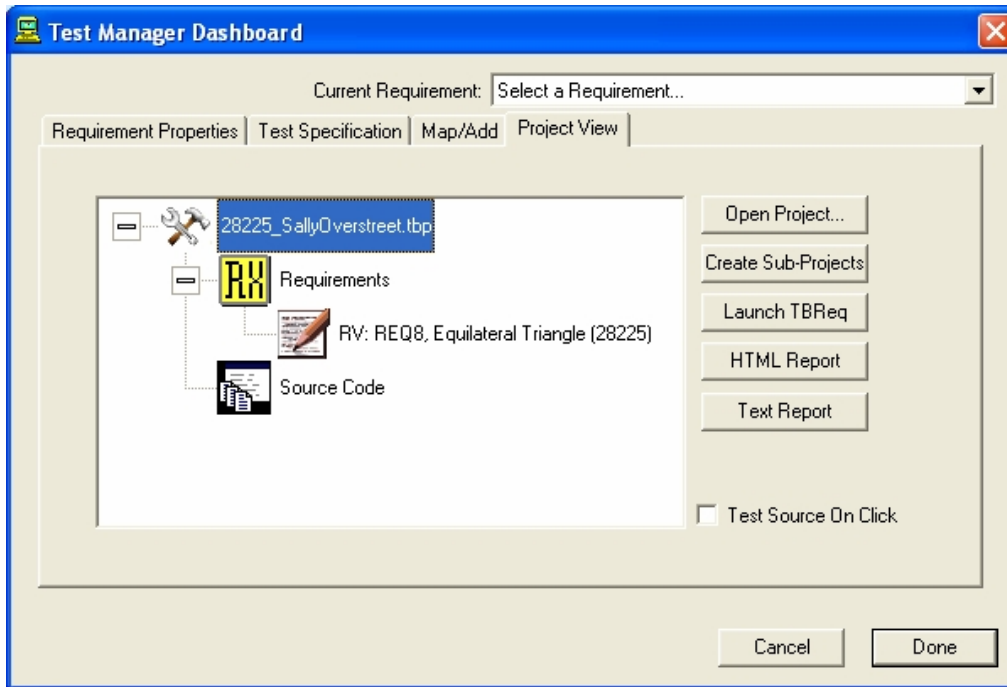 Test Manager Dashboard
Current Requirement: Select a Requirement...
Requirement Properties Test Specification Map/Add Project View
28225_SallyOverstreet.tbp
RX Requirements
RV: REQ8, Equilateral Triangle (28225)
Source Code
Open Project...
Create Sub-Projects
Launch TBReq
HTML Report
Text Report
Test Source On Click
Cancel Done